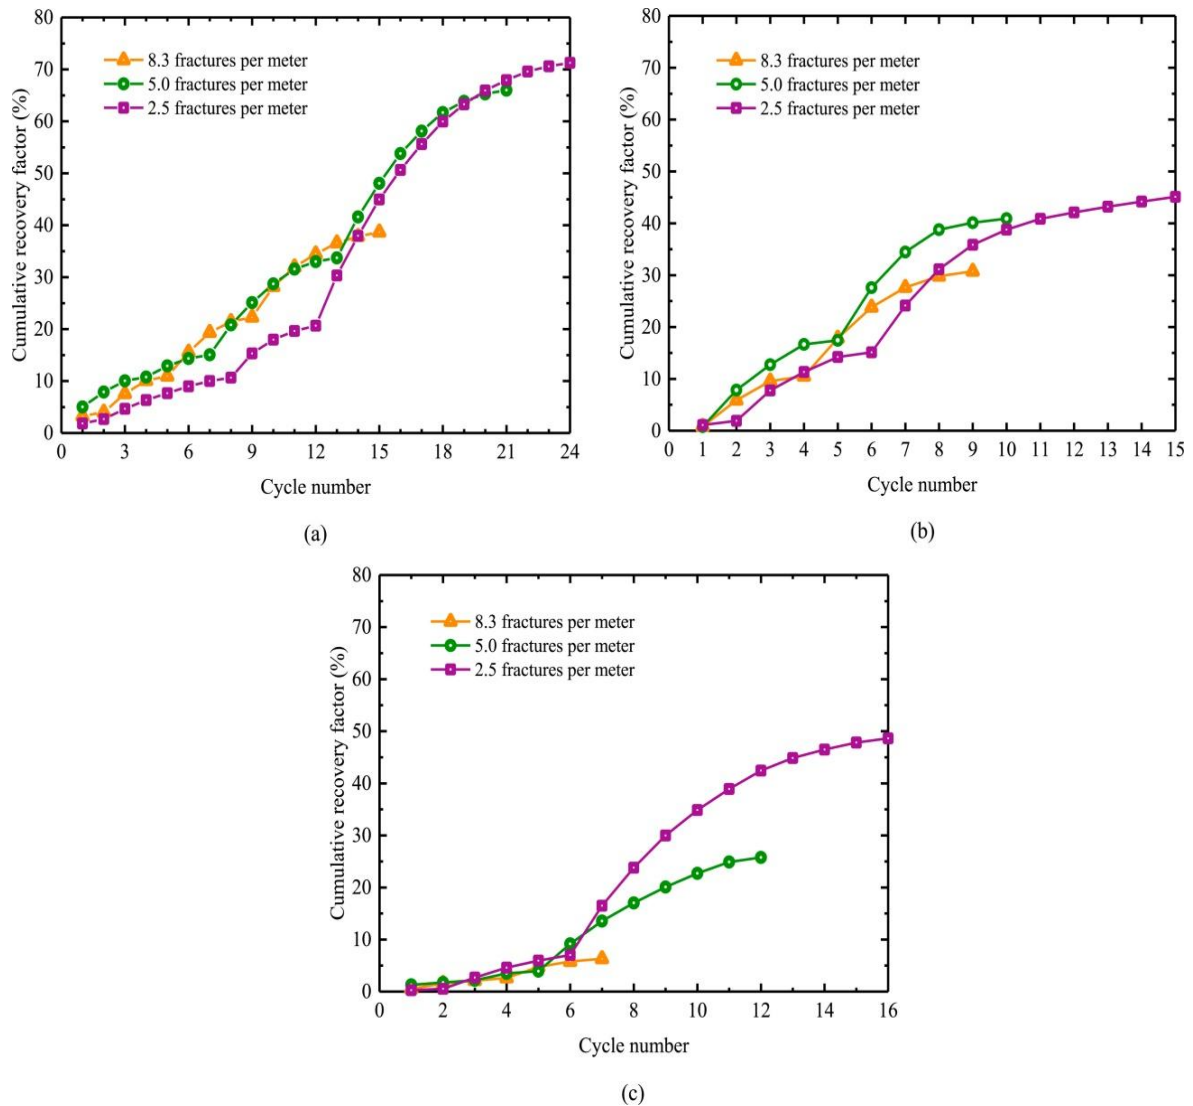 80
70
60
50
40
30
20
10
0
Cumulative recovery factor (%)
8.3 fractures per meter
5.0 fractures per meter
2.5 fractures per meter
0 3 6 9 12 15 18 21 24
Cycle number
(a)
80
70
60
50
40
30
20
10
0
Cumulative recovery factor (%)
8.3 fractures per meter
5.0 fractures per meter
2.5 fractures per meter
0 1 2 3 4 5 6 7 8 9 10 11 12 13 14 15
Cycle number
(b)
80
70
60
50
40
30
20
10
0
Cumulative recovery factor (%)
8.3 fractures per meter
5.0 fractures per meter
2.5 fractures per meter
0 2 4 6 8 10 12 14 16
Cycle number
(c)